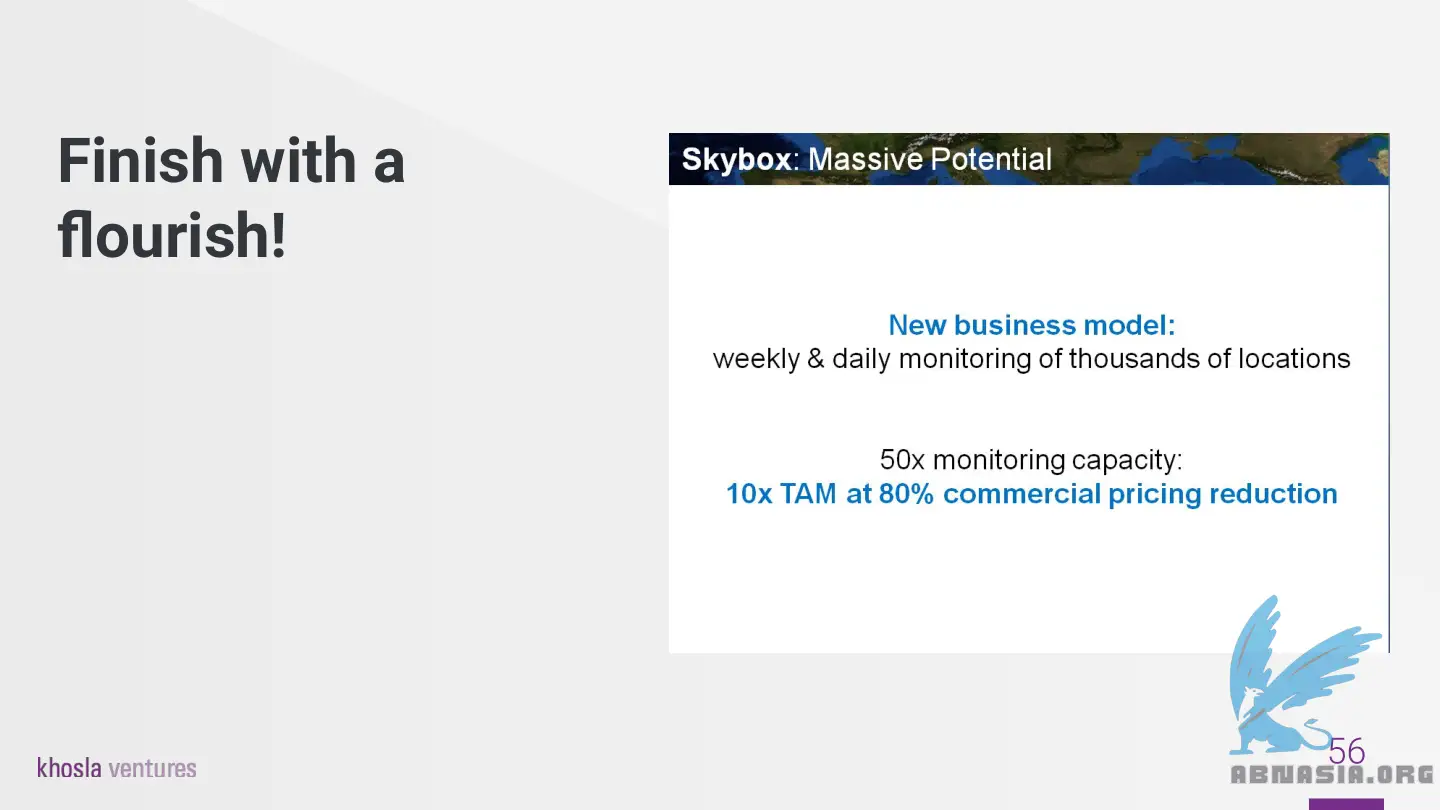 Finish with a
flourish!
Skybox: Massive Potential
New business model:
weekly & daily monitoring of thousands of locations
50x monitoring capacity:
10x TAM at 80% commercial pricing reduction
khosla ventures
56
ABNASIA.ORG